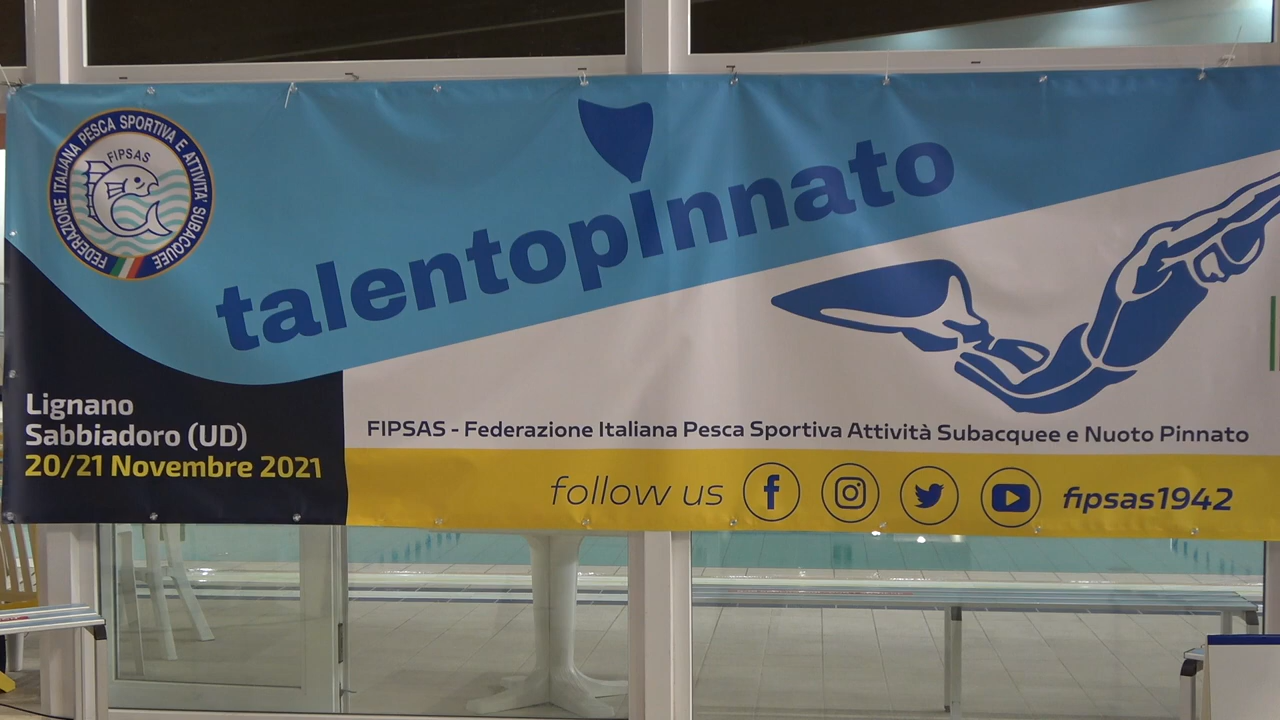 FEDERAZIONE ITALIANA PESCA SPORTIVA E ATTIVITÀ SUBACQUEE
FIPSAS
talentopInnato
Lignano
Sabbiadoro (UD)
20/21 Novembre 2021
FIPSAS - Federazione Italiana Pesca Sportiva Attività Subacquee e Nuoto Pinnato
follow us fipsas1942